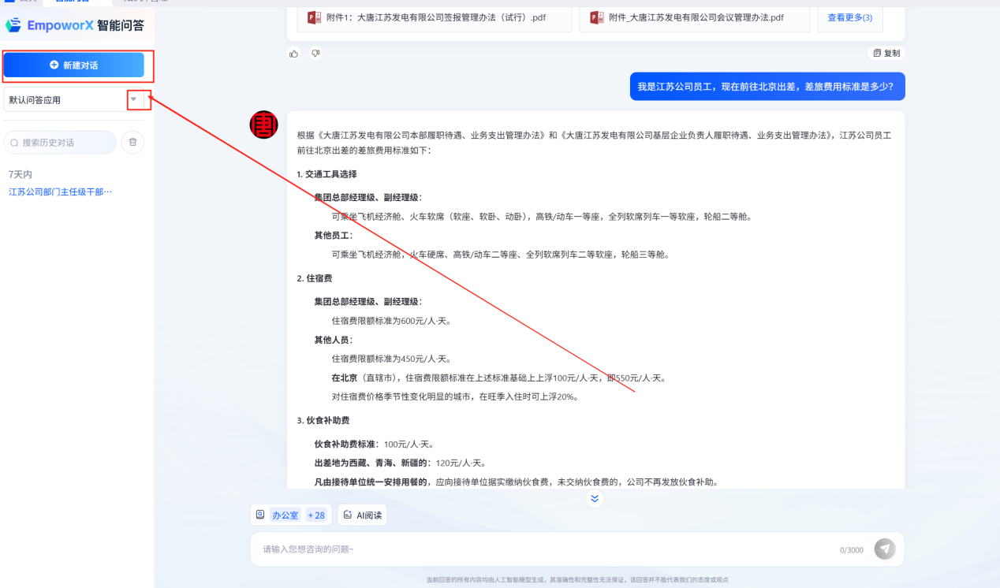 智能问答
EmpoworX 智能问答
新建对话
默认问答应用
搜索历史对话
7天内
江苏公司部门主任级干部…
附件1：大唐江苏发电有限公司签报管理办法（试行）.pdf
附件_大唐江苏发电有限公司会议管理办法.pdf
查看更多(3)
复制
我是江苏公司员工，现在前往北京出差，差旅费用标准是多少？
唐
根据《大唐江苏发电有限公司本部履职待遇、业务支出管理办法》和《大唐江苏发电有限公司基层企业负责人履职待遇、业务支出管理办法》，江苏公司员工
前往北京出差的差旅费用标准如下：
1. 交通工具选择
集团总部经理级、副经理级：
可乘坐飞机经济舱、火车软席（软座、软卧、动卧），高铁/动车一等座，全列软席列车一等软座，轮船二等舱。
其他员工：
可乘坐飞机经济舱，火车硬席、高铁/动车二等座、全列软席列车二等软座，轮船三等舱。
2. 住宿费
集团总部经理级、副经理级：
住宿费限额标准为600元/人·天。
其他人员：
住宿费限额标准为450元/人·天。
在北京（直辖市），住宿费限额标准在上述标准基础上上浮100元/人·天，即550元/人·天。
对住宿费价格季节性变化明显的城市，在旺季入住时可上浮20%。
3. 伙食补助费
伙食补助费标准：100元/人·天。
出差地为西藏、青海、新疆的：120元/人·天。
凡由接待单位统一安排用餐的，应向接待单位据实缴纳伙食费，未交纳伙食费的，公司不再发放伙食补助。
办公室 + 28 AI阅读
请输入您想咨询的问题~
0/3000
当前回答的所有内容均由人工智能模型生成，其准确性和完整性无法保证，该回答并不能代表我们的态度或观点